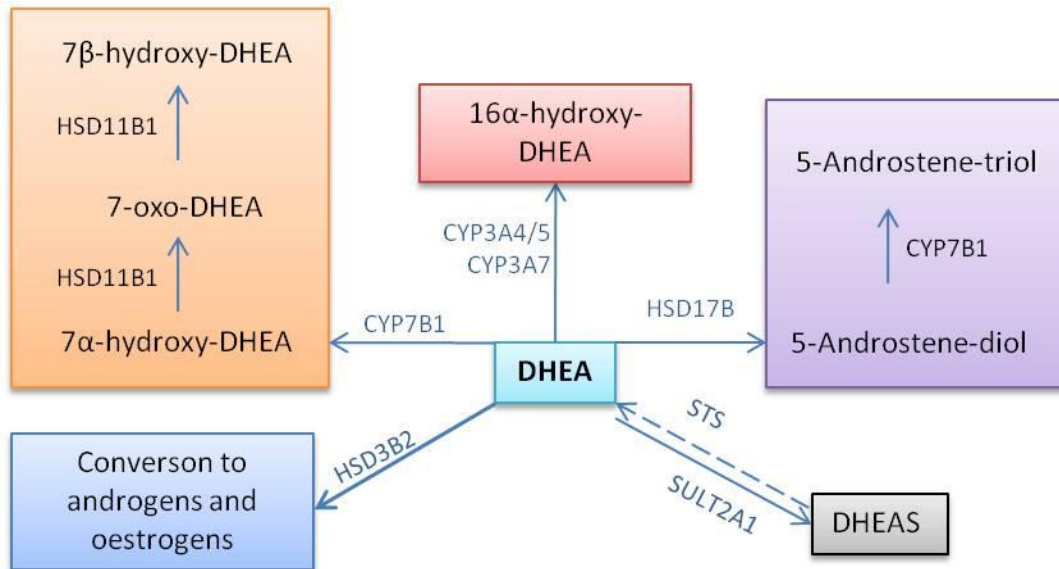 7β-hydroxy-DHEA
HSD11B1
7-oxo-DHEA
HSD11B1
7α-hydroxy-DHEA
16α-hydroxy-
DHEA
CYP3A4/5
CYP3A7
5-Androstene-triol
CYP7B1
5-Androstene-diol
CYP7B1
HSD17B
DHEA
HSD3B2
STS
SULT2A1
Converson to
androgens and
oestrogens
DHEAS